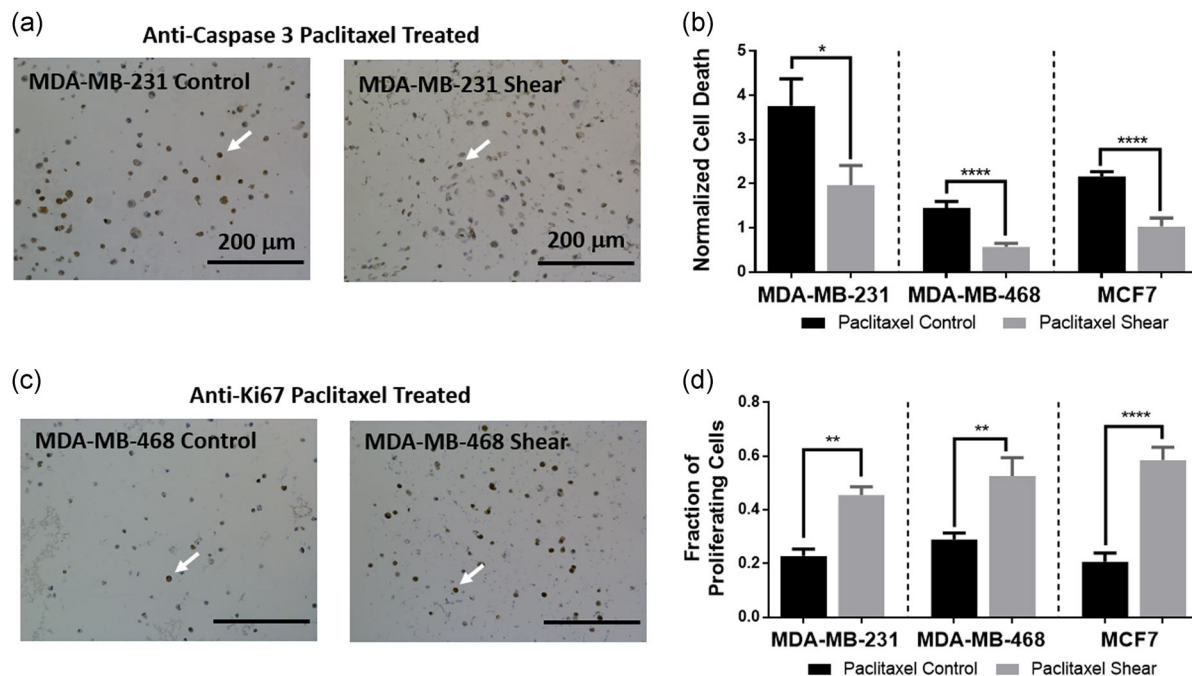 (a)
Anti-Caspase 3 Paclitaxel Treated
MDA-MB-231 Control
200 µm
MDA-MB-231 Shear
200 µm
(b)
Normalized Cell Death
5
4
3
2
1
0
*
****
****
MDA-MB-231
MDA-MB-468
MCF7
Paclitaxel Control
Paclitaxel Shear
(c)
Anti-Ki67 Paclitaxel Treated
MDA-MB-468 Control
MDA-MB-468 Shear
(d)
Fraction of
Proliferating Cells
0.8
0.6
0.4
0.2
0.0
**
**
****
MDA-MB-231
MDA-MB-468
MCF7
Paclitaxel Control
Paclitaxel Shear